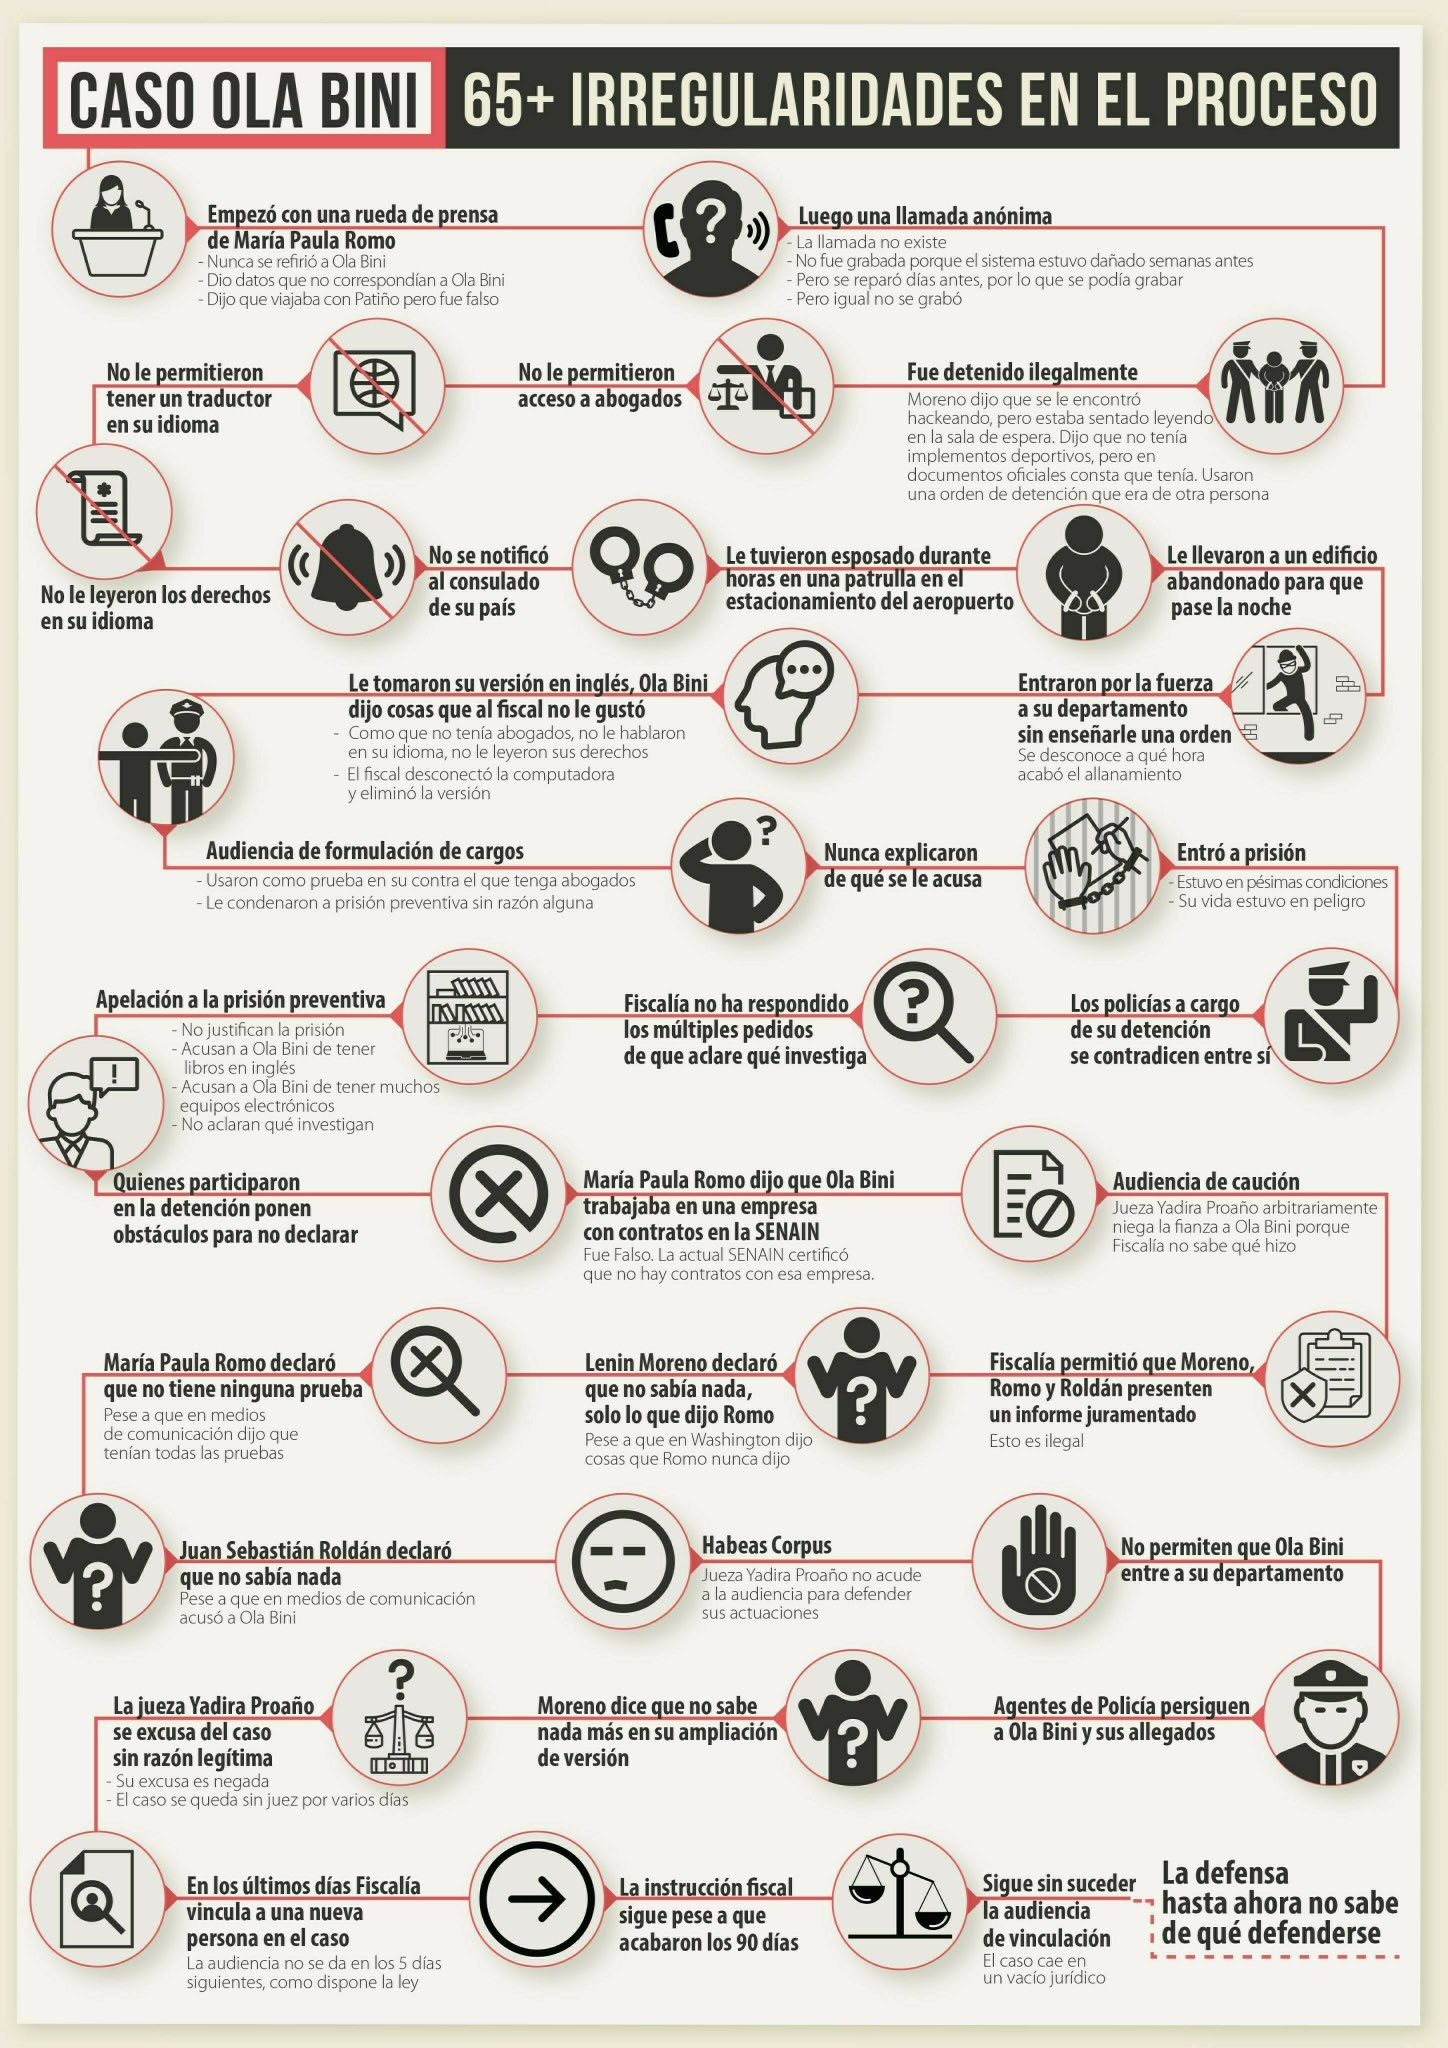 CASO OLA BINI
65+ IRREGULARIDADES EN EL PROCESO
Empezó con una rueda de prensa
de María Paula Romo
- Nunca se refirió a Ola Bini
- Dio datos que no correspondían a Ola Bini
- Dijo que viajaba con Patiño pero fue falso
?
Luego una llamada anónima
- La llamada no existe
- No fue grabada porque el sistema estuvo dañado semanas antes
- Pero se reparó días antes, por lo que se podía grabar
- Pero igual no se grabó
Fue detenido ilegalmente
Moreno dijo que se le encontró
hackeando, pero estaba sentado leyendo
en la sala de espera. Dijo que no tenía
implementos deportivos, pero en
documentos oficiales consta que tenía. Usaron
una orden de detención que era de otra persona
No le permitieron
acceso a abogados
No le permitieron
tener un traductor
en su idioma
No le leyeron los derechos
en su idioma
No se notificó
al consulado
de su país
Le tuvieron esposado durante
horas en una patrulla en el
estacionamiento del aeropuerto
Le llevaron a un edificio
abandonado para que
pase la noche
Entraron por la fuerza
a su departamento
sin enseñarle una orden
Se desconoce a qué hora
acabó el allanamiento
Le tomaron su versión en inglés, Ola Bini
dijo cosas que al fiscal no le gustó
- Como que no tenía abogados, no le hablaron
en su idioma, no le leyeron sus derechos
- El fiscal desconectó la computadora
y eliminó la versión
Audiencia de formulación de cargos
- Usaron como prueba en su contra el que tenga abogados
- Le condenaron a prisión preventiva sin razón alguna
?
Nunca explicaron
de qué se le acusa
Entró a prisión
- Estuvo en pésimas condiciones
- Su vida estuvo en peligro
Los policías a cargo
de su detención
se contradicen entre sí
?
Fiscalía no ha respondido
los múltiples pedidos
de que aclare qué investiga
Apelación a la prisión preventiva
- No justifican la prisión
- Acusan a Ola Bini de tener
libros en inglés
- Acusan a Ola Bini de tener muchos
equipos electrónicos
- No aclaran qué investigan
!
Quienes participaron
en la detención ponen
obstáculos para no declarar
María Paula Romo dijo que Ola Bini
trabajaba en una empresa
con contratos en la SENAIN
Fue Falso. La actual SENAIN certificó
que no hay contratos con esa empresa.
Audiencia de caución
Jueza Yadira Proaño arbitrariamente
niega la fianza a Ola Bini porque
Fiscalía no sabe qué hizo
Fiscalía permitió que Moreno,
Romo y Roldán presenten
un informe juramentado
Esto es ilegal
?
Lenin Moreno declaró
que no sabía nada,
solo lo que dijo Romo
Pese a que en Washington dijo
cosas que Romo nunca dijo
María Paula Romo declaró
que no tiene ninguna prueba
Pese a que en medios
de comunicación dijo que
tenían todas las pruebas
?
Juan Sebastián Roldán declaró
que no sabía nada
Pese a que en medios de comunicación
acusó a Ola Bini
Habeas Corpus
Jueza Yadira Proaño no acude
a la audiencia para defender
sus actuaciones
No permiten que Ola Bini
entre a su departamento
Agentes de Policía persiguen
a Ola Bini y sus allegados
?
Moreno dice que no sabe
nada más en su ampliación
de versión
?
La jueza Yadira Proaño
se excusa del caso
sin razón legítima
- Su excusa es negada
- El caso se queda sin juez por varios días
En los últimos días Fiscalía
vincula a una nueva
persona en el caso
La audiencia no se da en los 5 días
siguientes, como dispone la ley
La instrucción fiscal
sigue pese a que
acabaron los 90 días
Sigue sin suceder
la audiencia
de vinculación
El caso cae en
un vacío jurídico
La defensa
hasta ahora no sabe
de qué defenderse